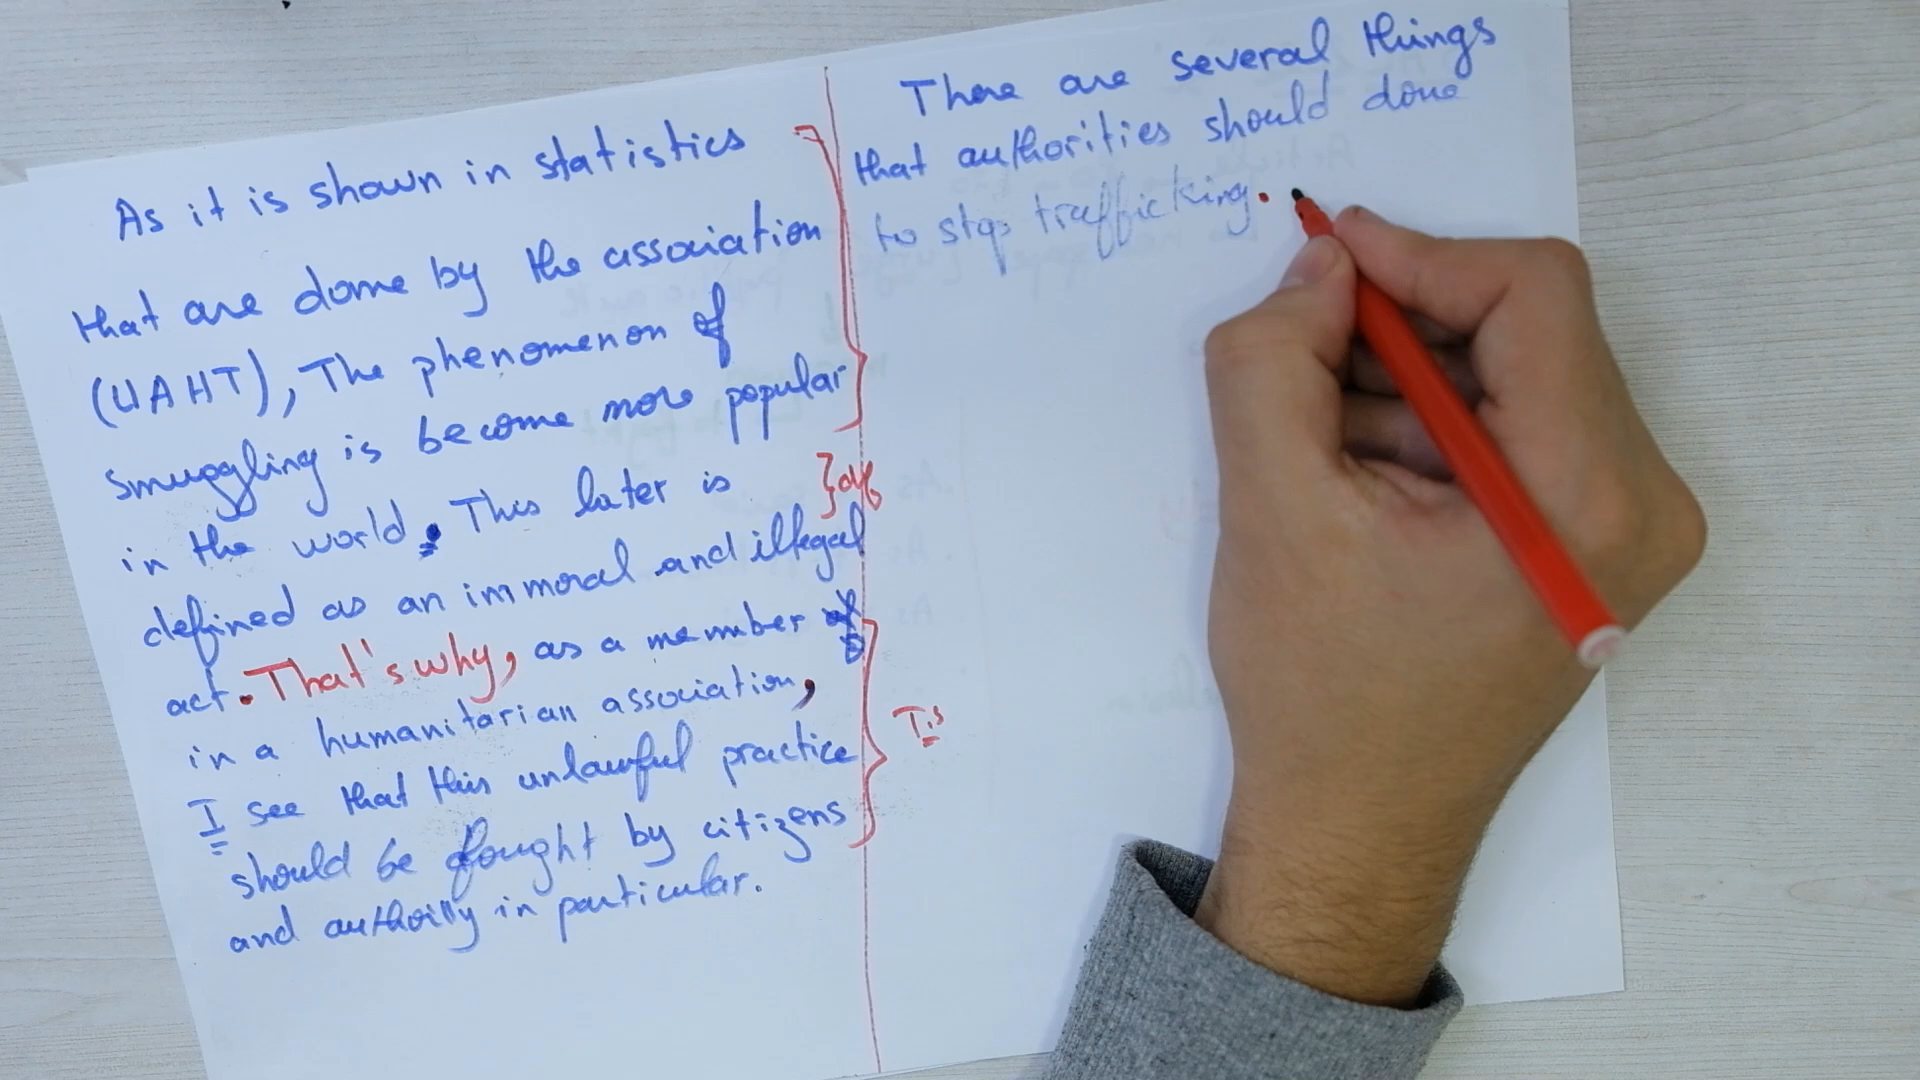 As it is shown in statistics
that are done by the association
(UAHT), The phenomenon of
smuggling is become more popular
in the world. This later is
defined as an immoral and illegal
act. That's why, as a member
in a humanitarian association,
I see that this unlawful practice
should be fought by citizens
and authoirty in particular.
There are several things
that authorities should done
to stop trafficking.